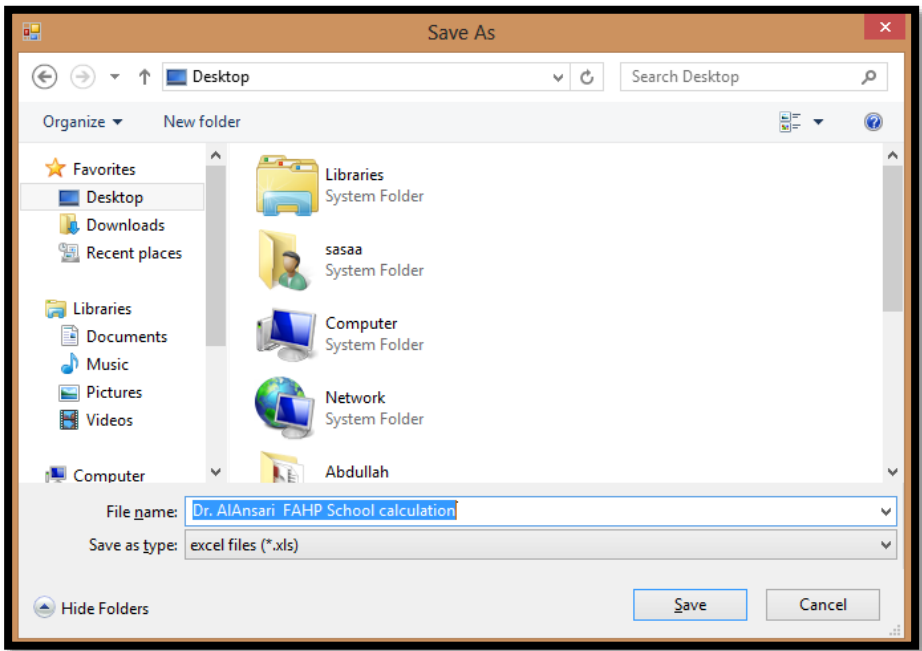 Save As
Desktop
Search Desktop
Organize
New folder
Favorites
Desktop
Downloads
Recent places
Libraries
Documents
Music
Pictures
Videos
Computer
Libraries
System Folder
sasaa
System Folder
Computer
System Folder
Network
System Folder
Abdullah
File name: Dr. AlAnsari  FAHP School calculation
Save as type: excel files (*.xls)
Hide Folders
Save
Cancel